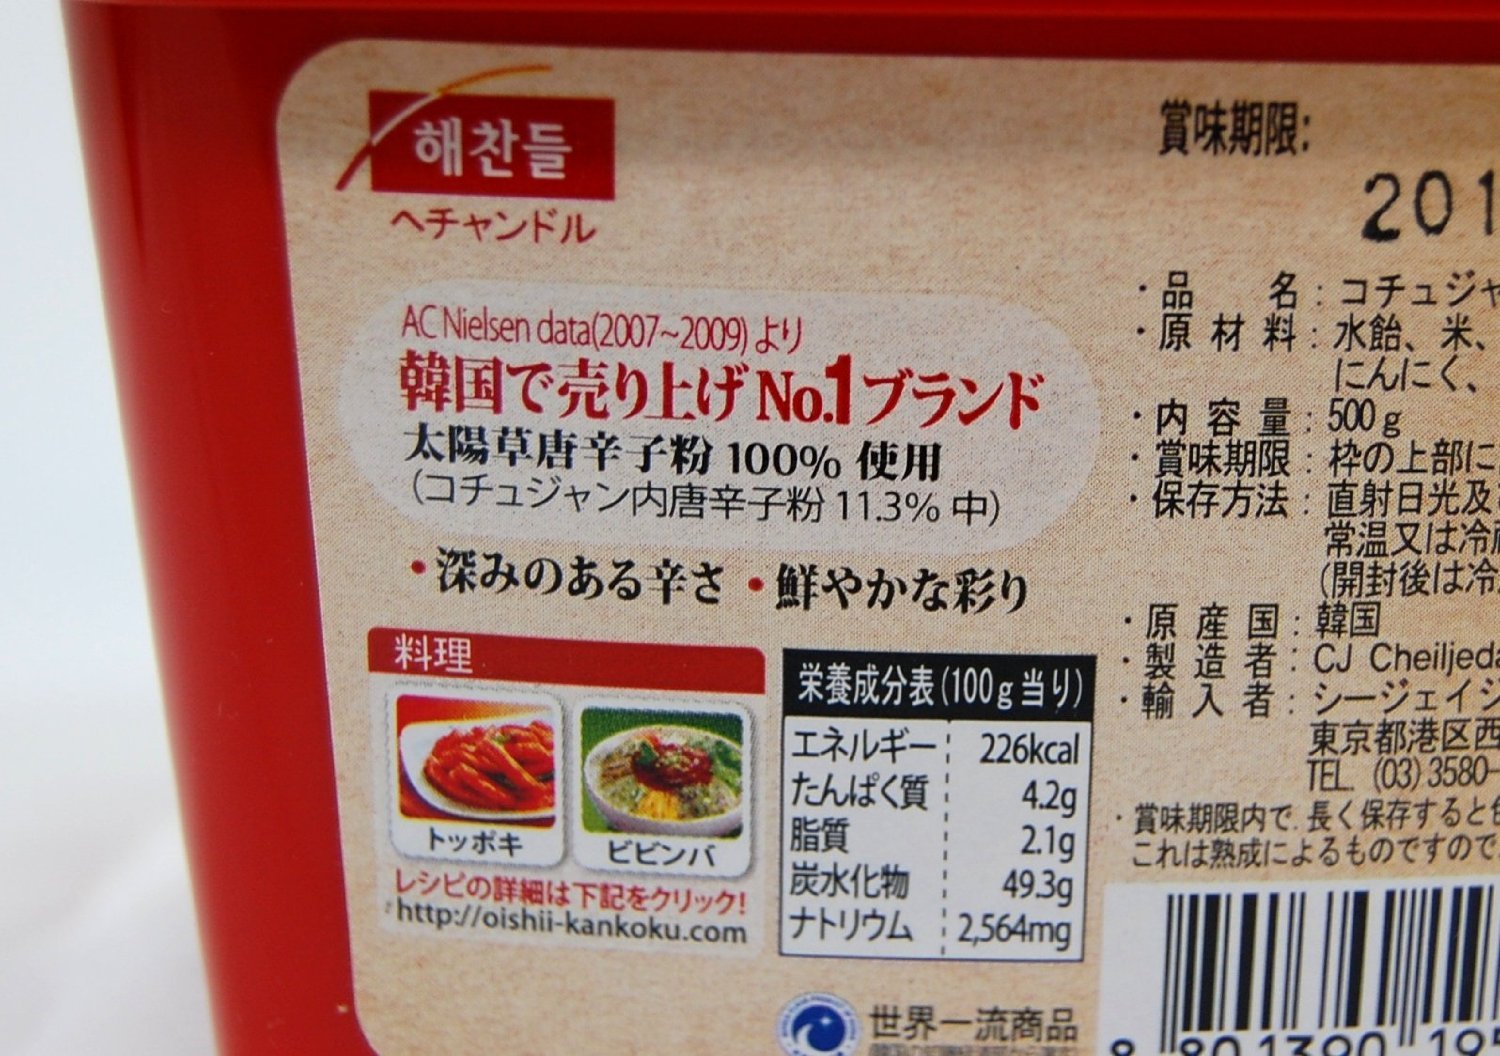 해찬들
ヘチャンドル
AC Nielsen data(2007~2009)より
韓国で売り上げNo.1ブランド
太陽草唐辛子粉 100% 使用
(コチュジャン内唐辛子粉 11.3% 中)
・深みのある辛さ ・鮮やかな彩り
料理
トッポキ
ビビンバ
レシピの詳細は下記をクリック!
http://oishii-kankoku.com
栄養成分表(100g当り)
エネルギー 226kcal
たんぱく質 4.2g
脂質 2.1g
炭水化物 49.3g
ナトリウム 2,564mg
世界一流商品
賞味期限:
201
・品 名:コチュジャ
・原材料:水飴、米、
にんにく、
・内容量:500g
・賞味期限:枠の上部に
・保存方法:直射日光及
常温又は冷蔵
(開封後は冷
・原産国:韓国
・製造者:CJ Cheiljeda
・輸入者:シージェイジ
東京都港区西
TEL. (03)3580-
・賞味期限内で、長く保存すると色
これは熟成によるものですので
8 801390 195